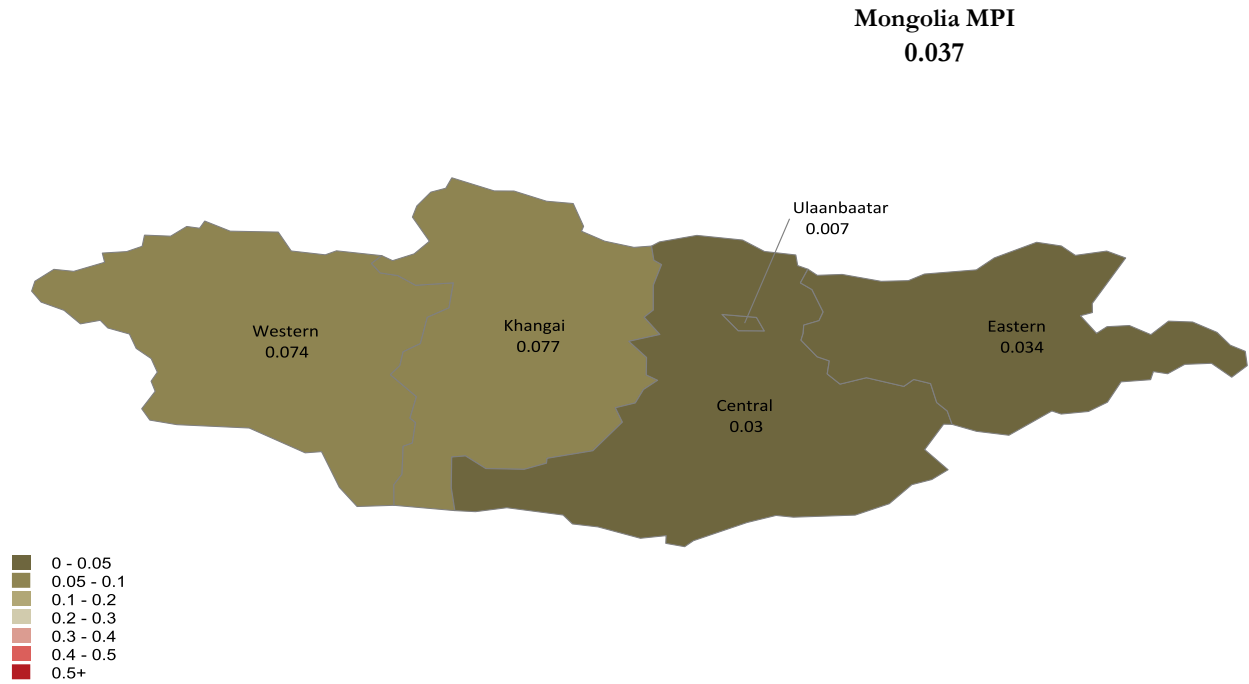 Mongolia MPI
0.037
Ulaanbaatar
0.007
Western
0.074
Khangai
0.077
Eastern
0.034
Central
0.03
0 - 0.05
0.05 - 0.1
0.1 - 0.2
0.2 - 0.3
0.3 - 0.4
0.4 - 0.5
0.5+